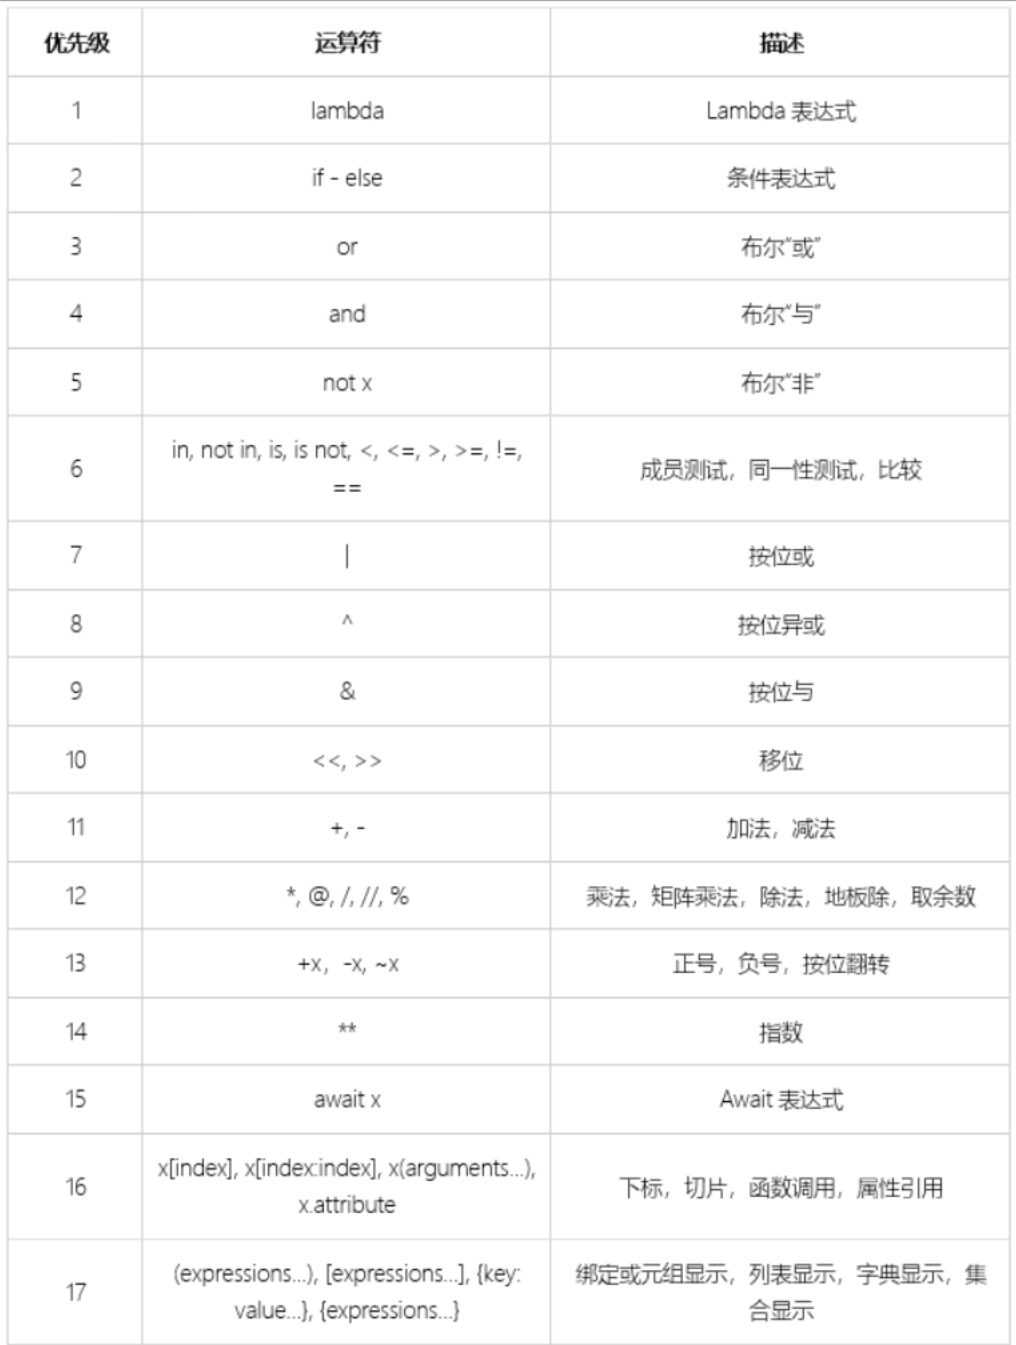 优先级 运算符 描述
1 lambda Lambda 表达式
2 if - else 条件表达式
3 or 布尔“或”
4 and 布尔“与”
5 not x 布尔“非”
in, not in, is, is not, <, <=, >, >=, !=,
6 成员测试，同一性测试，比较
==
7 | 按位或
8 ^ 按位异或
9 & 按位与
10 <<, >> 移位
11 +, - 加法，减法
12 *, @, /, //, % 乘法，矩阵乘法，除法，地板除，取余数
13 +x, -x, ~x 正号，负号，按位翻转
14 ** 指数
15 await x Await 表达式
x[index], x[index:index], x(arguments...),
16 下标，切片，函数调用，属性引用
x.attribute
(expressions...), [expressions...], {key: 绑定或元组显示，列表显示，字典显示，集
17
value...}, {expressions...} 合显示